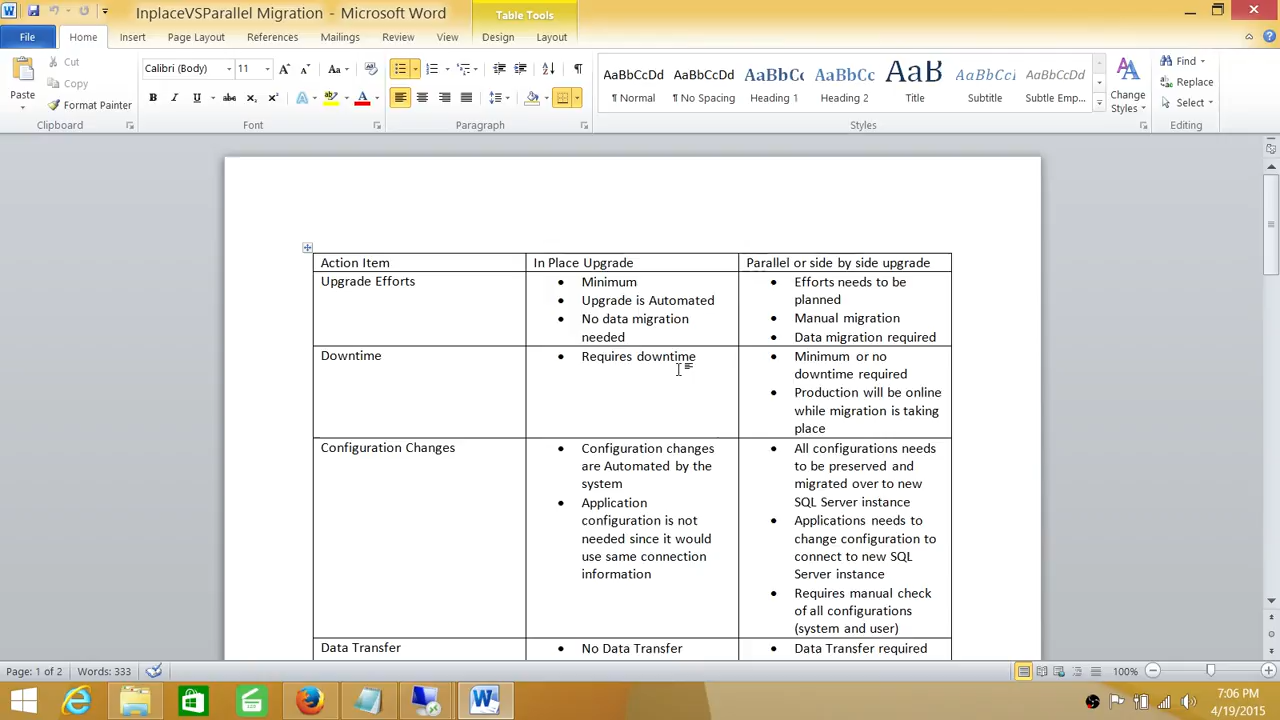 InplaceVSParallel Migration - Microsoft Word
Table Tools
File
Home
Insert
Page Layout
References
Mailings
Review
View
Design
Layout
Paste
Cut
Copy
Format Painter
Clipboard
Calibri (Body)
11
Font
Paragraph
AaBbCcDd
¶ Normal
AaBbCcDd
¶ No Spacing
AaBbCc
Heading 1
AaBbCc
Heading 2
AaB
Title
AaBbCcI
Subtitle
AaBbCcDd
Subtle Emp...
Change
Styles
Styles
Find
Replace
Select
Editing
Action Item
In Place Upgrade
Parallel or side by side upgrade
Upgrade Efforts
• Minimum
• Upgrade is Automated
• No data migration
needed
• Efforts needs to be
planned
• Manual migration
• Data migration required
Downtime
• Requires downtime
• Minimum or no
downtime required
• Production will be online
while migration is taking
place
Configuration Changes
• Configuration changes
are Automated by the
system
• Application
configuration is not
needed since it would
use same connection
information
• All configurations needs
to be preserved and
migrated over to new
SQL Server instance
• Applications needs to
change configuration to
connect to new SQL
Server instance
• Requires manual check
of all configurations
(system and user)
Data Transfer
• No Data Transfer
• Data Transfer required
Page: 1 of 2
Words: 333
100%
7:06 PM
4/19/2015